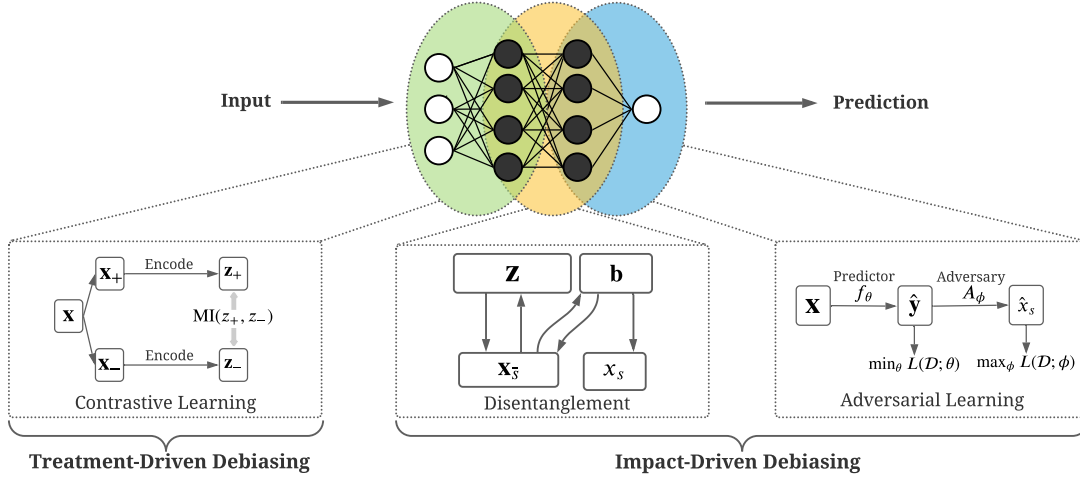 Input
Prediction
x
x₊
Encode
z₊
MI(z₊, z₋)
x₋
Encode
z₋
Contrastive Learning
z
b
x_s̄
x_s
Disentanglement
Predictor
Adversary
x
f_θ
ŷ
A_ϕ
x̂_s
min_θ L(𝒟; θ)
max_ϕ L(𝒟; ϕ)
Adversarial Learning
Treatment-Driven Debiasing
Impact-Driven Debiasing